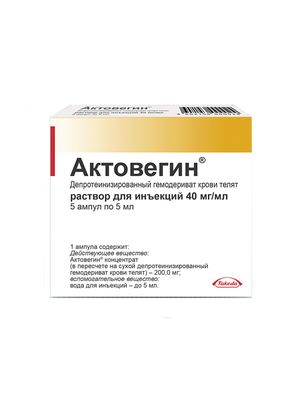 Актовегин®
Депротеинизированный гемодериват крови телят
раствор для инъекций 40 мг/мл
5 ампул по 5 мл
1 ампула содержит:
Действующее вещество:
Актовегин® концентрат
(в пересчете на сухой депротеинизированный
гемодериват крови телят) – 200,0 мг;
вспомогательное вещество:
вода для инъекций – до 5 мл.
Takeda